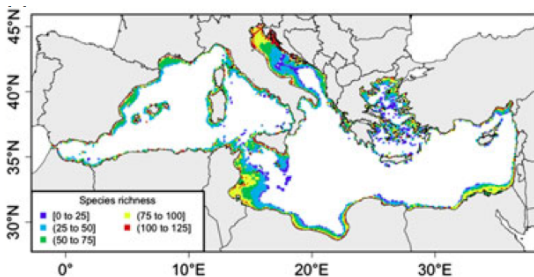 45°N
40°N
35°N
30°N
Species richness
[0 to 25]
(25 to 50]
(50 to 75]
(75 to 100]
(100 to 125]
0°
10°E
20°E
30°E